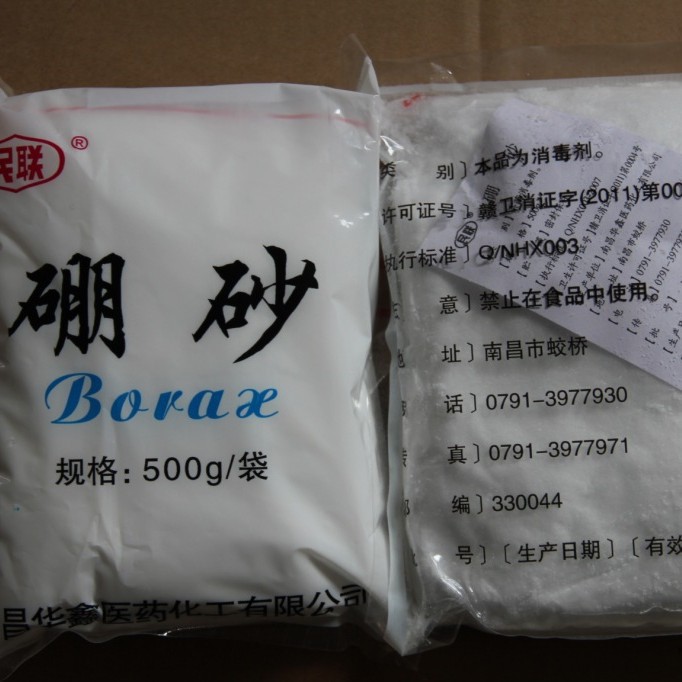 民联®
硼砂
Borax
规格：500g/袋
昌华鑫医药化工有限公司
类 别〕本品为消毒剂。
许可证号〕赣卫消证字(2011)第00
执行标准〕Q/NHX003
意〕禁止在食品中使用。
址〕南昌市蛟桥
话〕0791-3977930
真〕0791-3977971
编〕330044
号〕〔生产日期〕〔有效